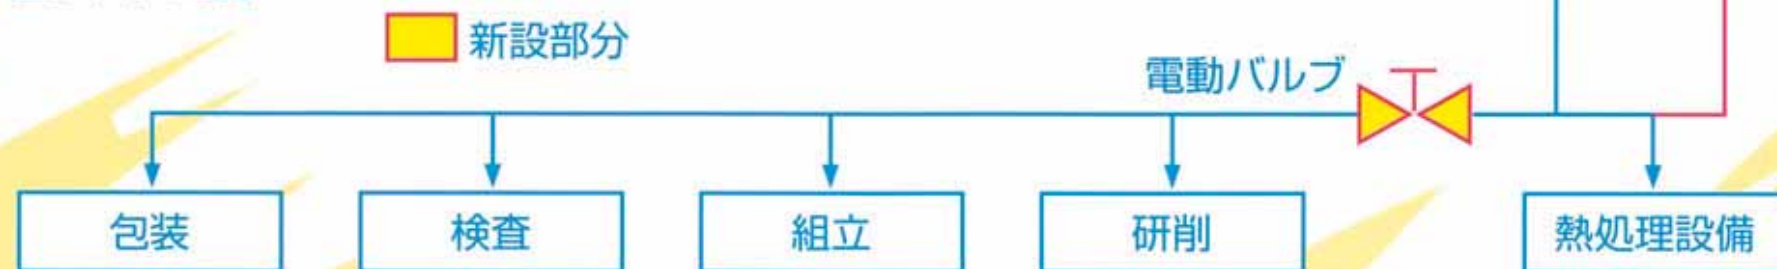 新設部分
電動バルブ
包装
検査
組立
研削
熱処理設備